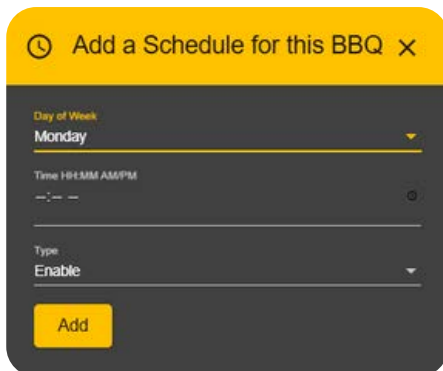 Add a Schedule for this BBQ
Day of Week
Monday
Time HH:MM AM/PM
--:-- --
Type
Enable
Add